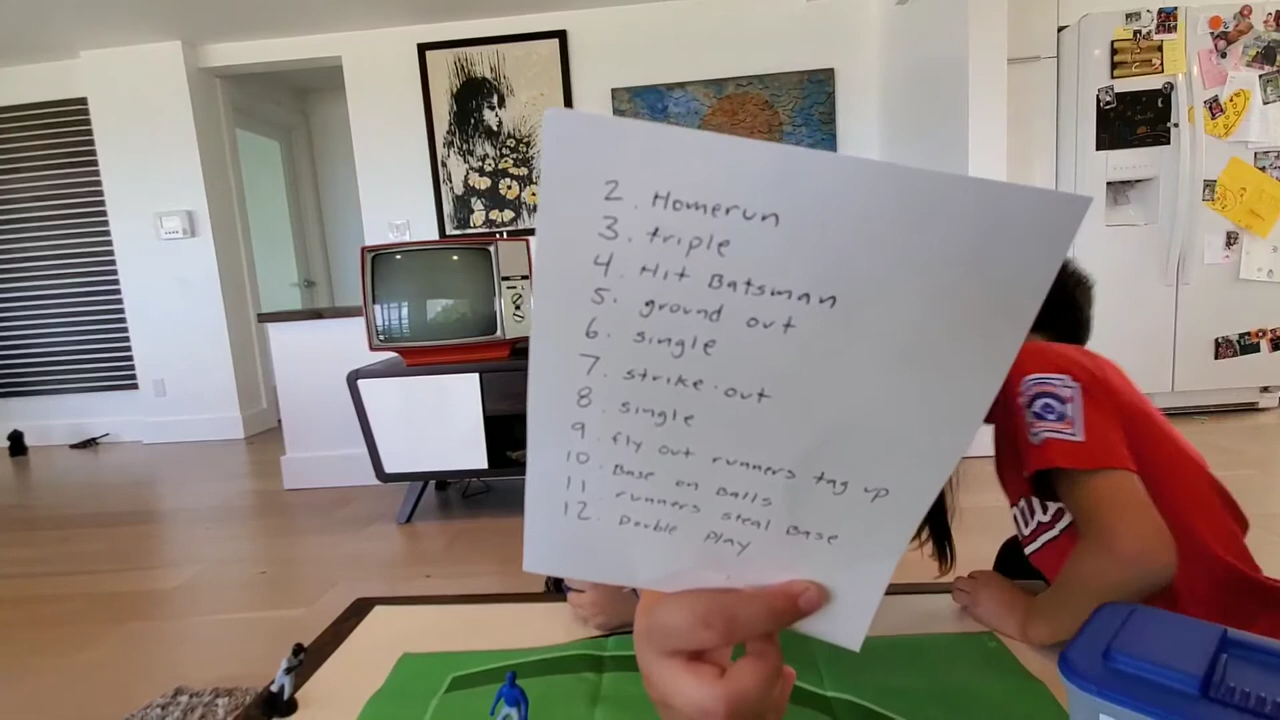 2. Homerun
3. triple
4. Hit Batsman
5. ground out
6. single
7. strike.out
8. single
9. fly out runners tag up
10. Base on Balls
11. runners steal Base
12. Double play